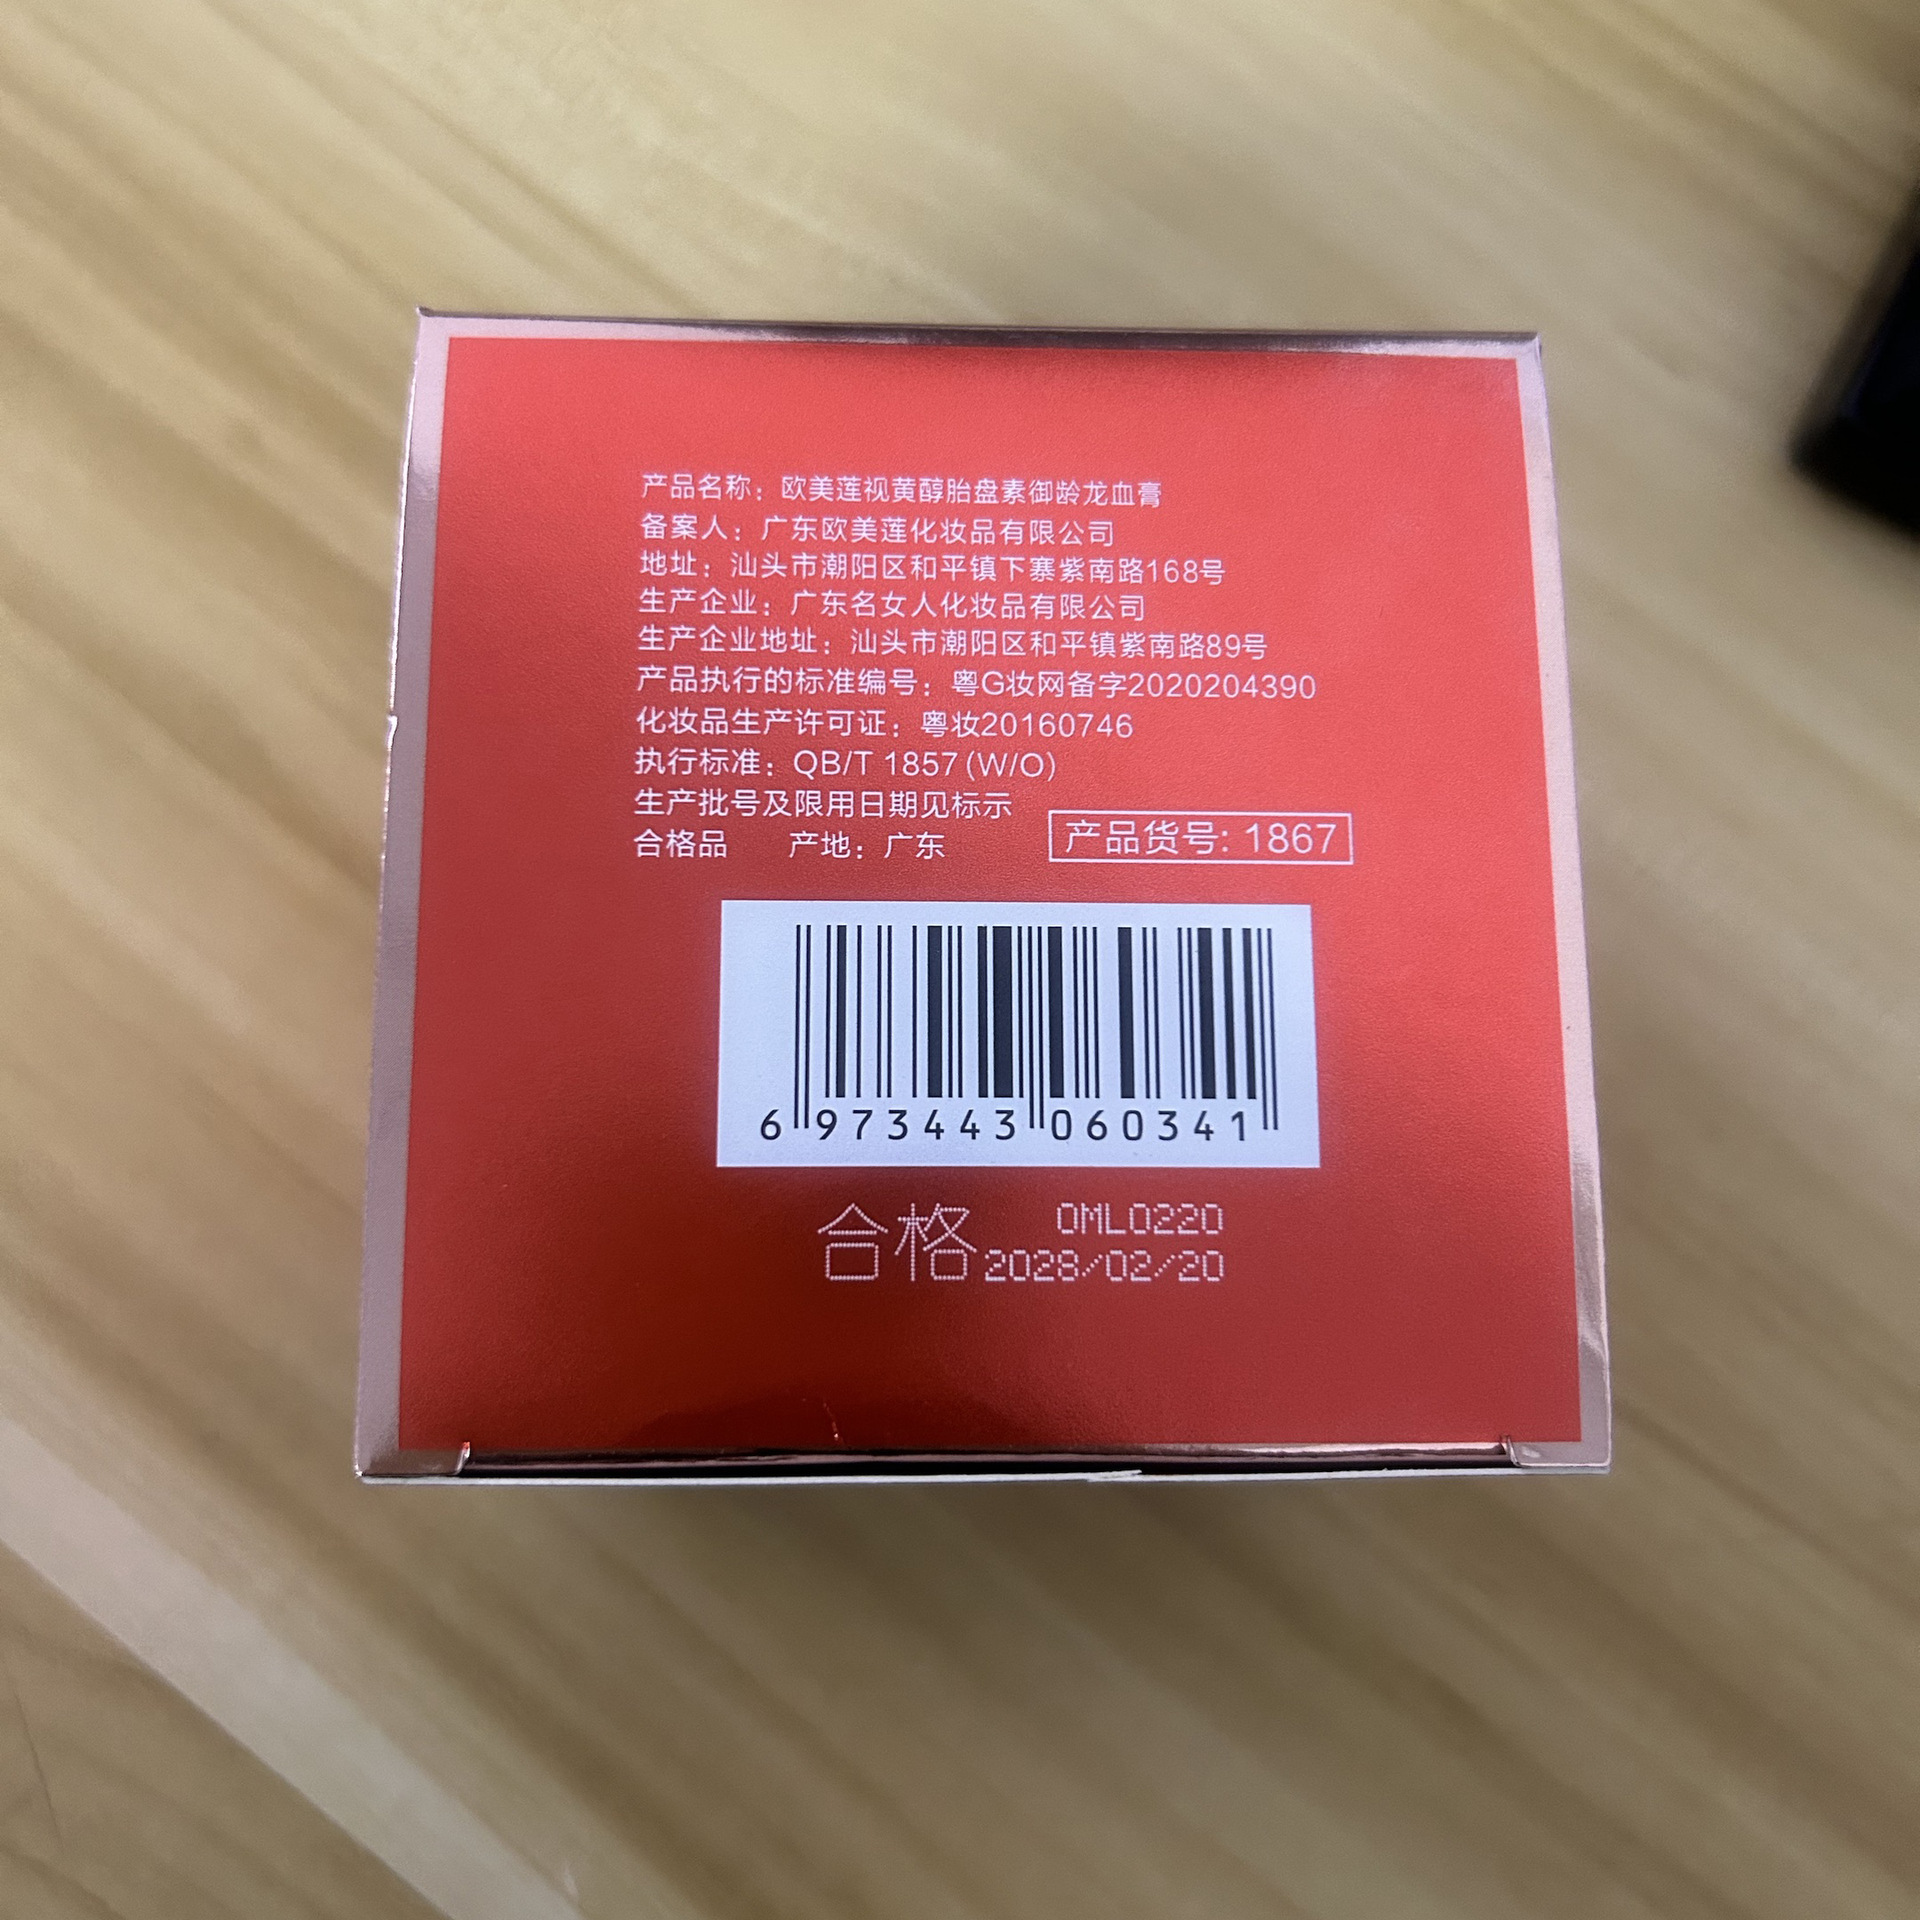 产品名称：欧美莲视黄醇胎盘素御龄龙血膏
备案人：广东欧美莲化妆品有限公司
地址：汕头市潮阳区和平镇下寨紫南路168号
生产企业：广东名女人化妆品有限公司
生产企业地址：汕头市潮阳区和平镇紫南路89号
产品执行的标准编号：粤G妆网备字2020204390
化妆品生产许可证：粤妆20160746
执行标准：QB/T 1857(W/O)
生产批号及限用日期见标示
合格品 产地：广东
产品货号: 1867
6 973443 060341
合格
OML0220
2028/02/20